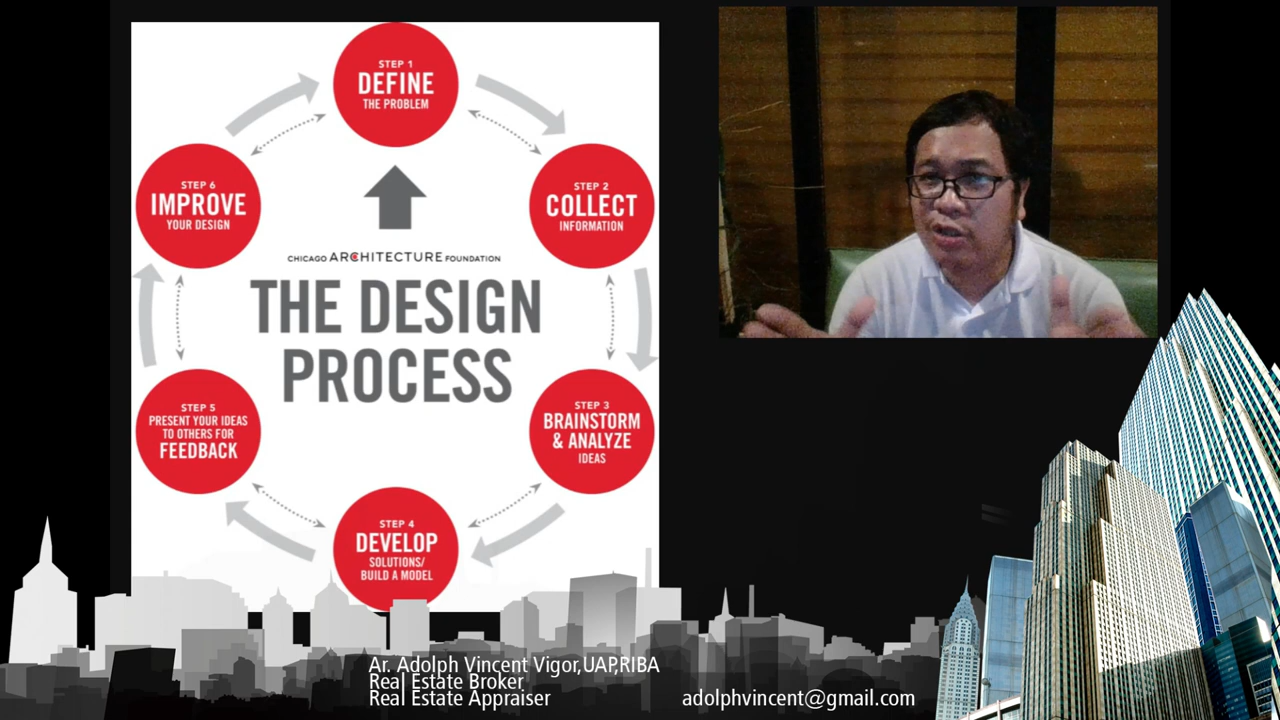 STEP 1
DEFINE
THE PROBLEM
STEP 2
COLLECT
INFORMATION
STEP 3
BRAINSTORM
& ANALYZE
IDEAS
STEP 4
DEVELOP
SOLUTIONS/
BUILD A MODEL
STEP 5
PRESENT YOUR IDEAS
TO OTHERS FOR
FEEDBACK
STEP 6
IMPROVE
YOUR DESIGN
CHICAGO ARCHITECTURE FOUNDATION
THE DESIGN
PROCESS
Ar. Adolph Vincent Vigor,UAP,RIBA
Real Estate Broker
Real Estate Appraiser
adolphvincent@gmail.com